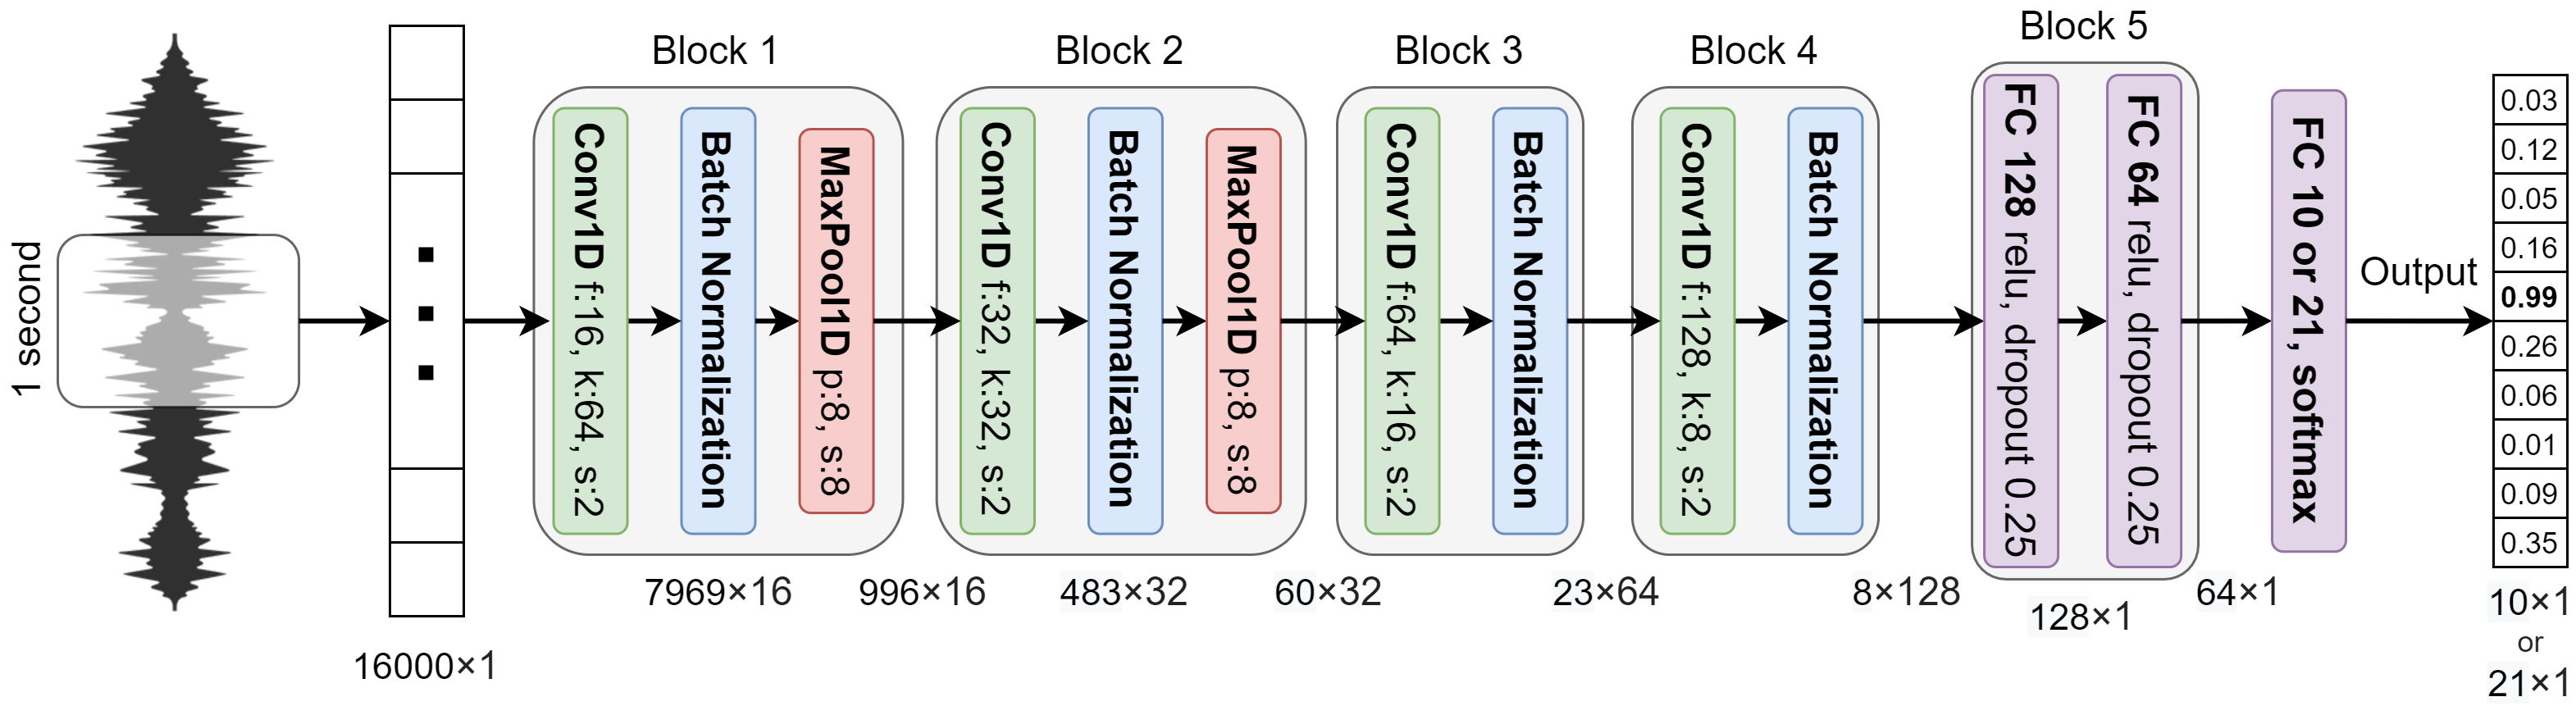 1 second
16000×1
Block 1
Conv1D f:16, k:64, s:2
Batch Normalization
MaxPool1D p:8, s:8
7969×16
996×16
Block 2
Conv1D f:32, k:32, s:2
Batch Normalization
MaxPool1D p:8, s:8
483×32
60×32
Block 3
Conv1D f:64, k:16, s:2
Batch Normalization
23×64
Block 4
Conv1D f:128, k:8, s:2
Batch Normalization
8×128
Block 5
FC 128 relu, dropout 0.25
FC 64 relu, dropout 0.25
128×1
64×1
FC 10 or 21, softmax
Output
0.03
0.12
0.05
0.16
0.99
0.26
0.06
0.01
0.09
0.35
10×1
or
21×1